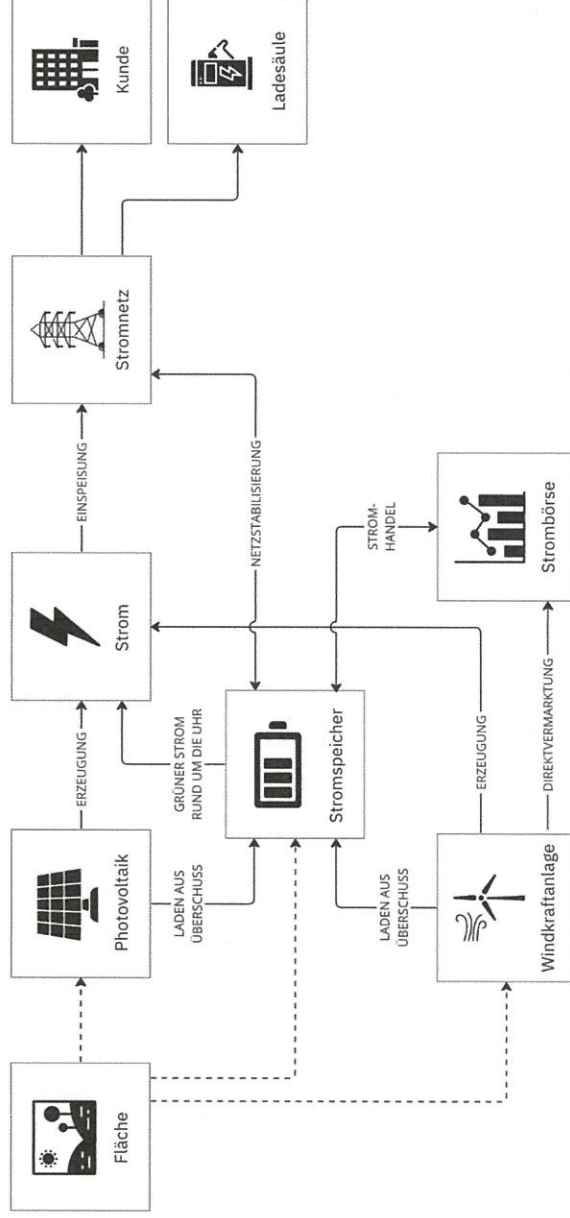 Fläche
Photovoltaik
ERZEUGUNG
Strom
EINSPEISUNG
Stromnetz
Kunde
Ladesäule
LADEN AUS
ÜBERSCHUSS
GRÜNER STROM
RUND UM DIE UHR
NETZSTABILISIERUNG
Stromspeicher
STROM-
HANDEL
LADEN AUS
ÜBERSCHUSS
ERZEUGUNG
Windkraftanlage
DIREKTVERMARKTUNG
Strombörse